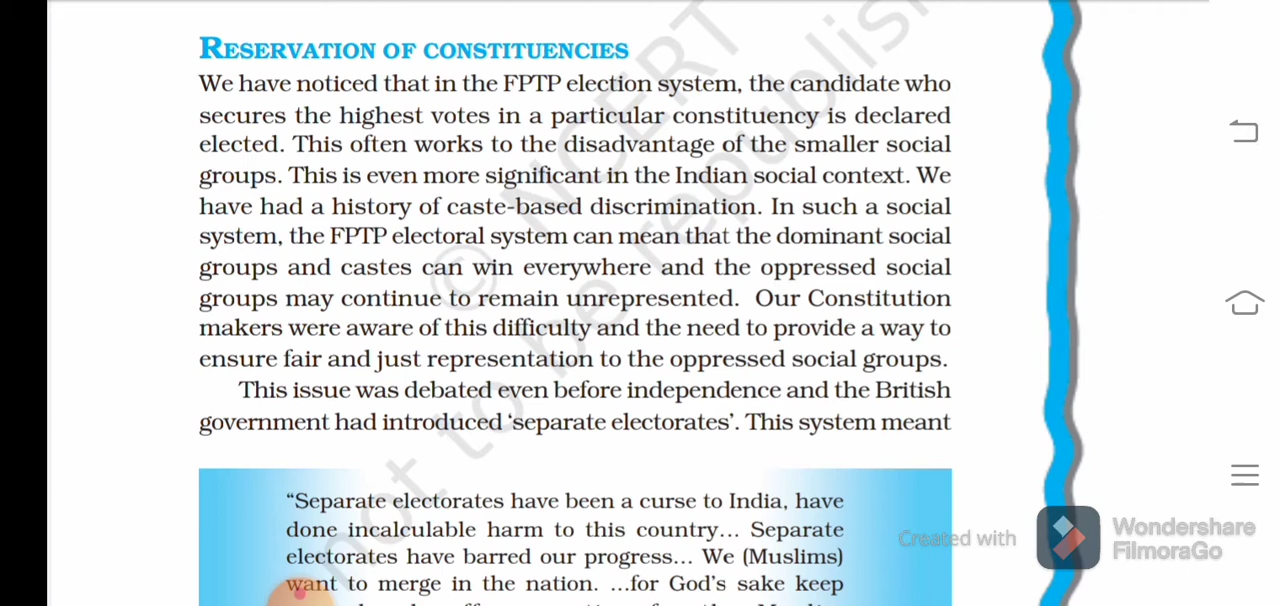 RESERVATION OF CONSTITUENCIES
We have noticed that in the FPTP election system, the candidate who
secures the highest votes in a particular constituency is declared
elected. This often works to the disadvantage of the smaller social
groups. This is even more significant in the Indian social context. We
have had a history of caste-based discrimination. In such a social
system, the FPTP electoral system can mean that the dominant social
groups and castes can win everywhere and the oppressed social
groups may continue to remain unrepresented. Our Constitution
makers were aware of this difficulty and the need to provide a way to
ensure fair and just representation to the oppressed social groups.
This issue was debated even before independence and the British
government had introduced ‘separate electorates’. This system meant
“Separate electorates have been a curse to India, have
done incalculable harm to this country... Separate
electorates have barred our progress... We (Muslims)
want to merge in the nation. ...for God's sake keep
© NCERT
not to be republish
Created with
Wondershare
FilmoraGo